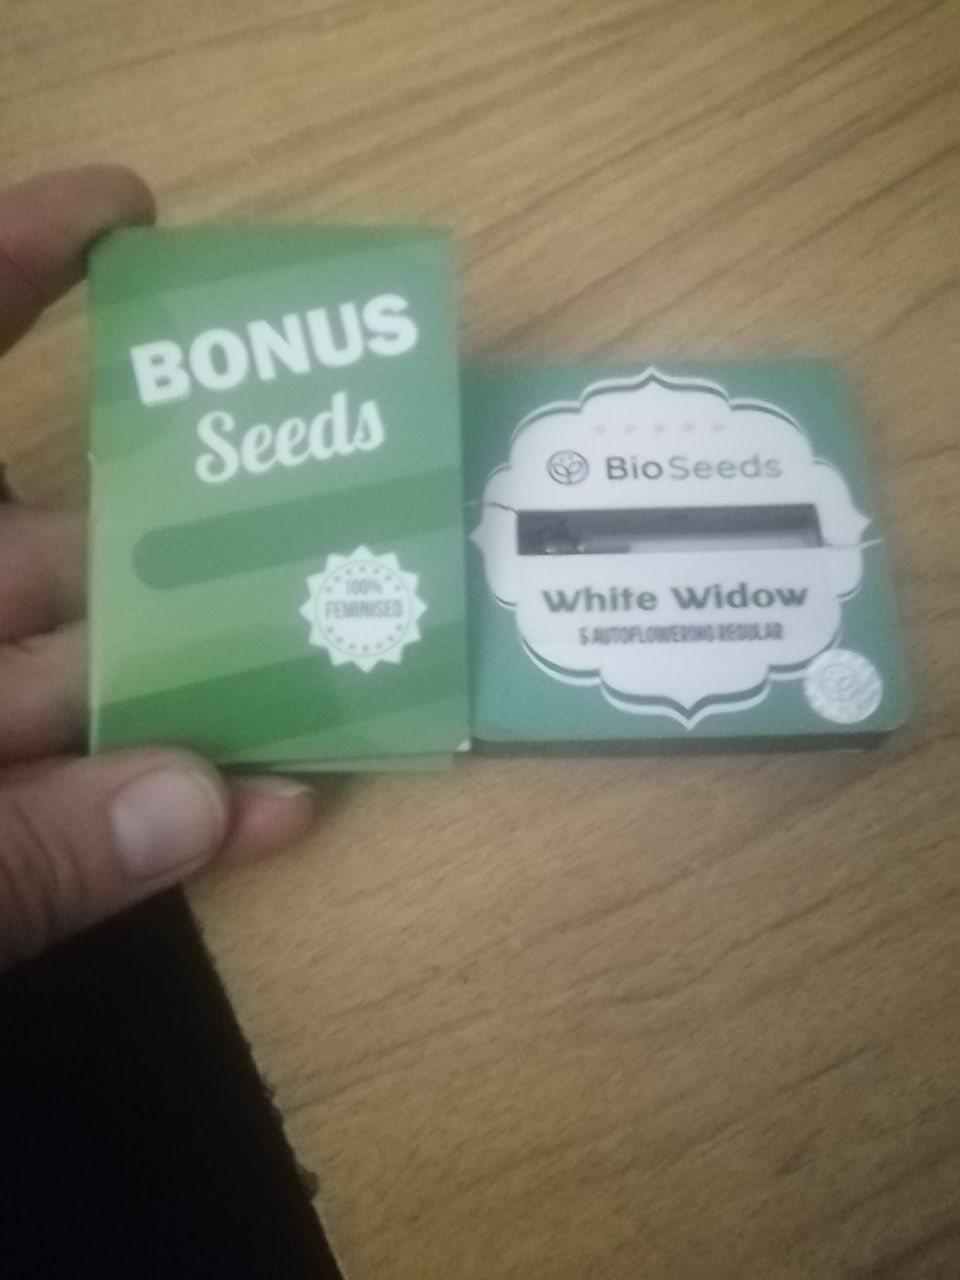 BONUS
Seeds
100%
FEMINISED
BioSeeds
White Widow
5 AUTOFLOWERING REGULAR